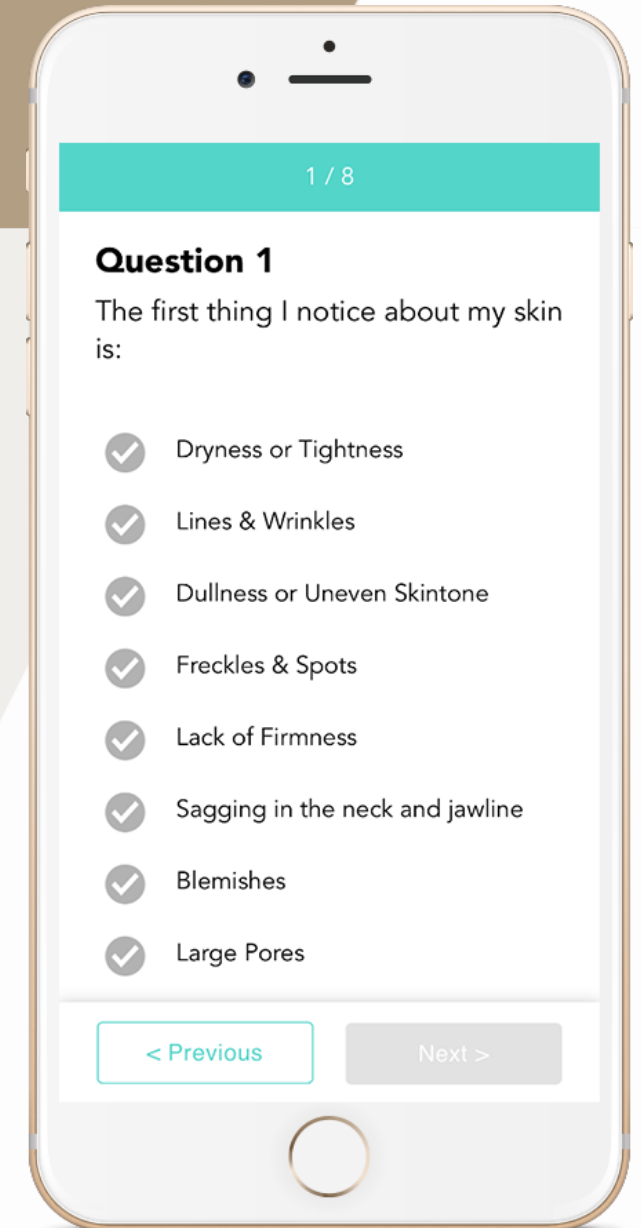 1 / 8
Question 1
The first thing I notice about my skin
is:
Dryness or Tightness
Lines & Wrinkles
Dullness or Uneven Skintone
Freckles & Spots
Lack of Firmness
Sagging in the neck and jawline
Blemishes
Large Pores
< Previous
Next >